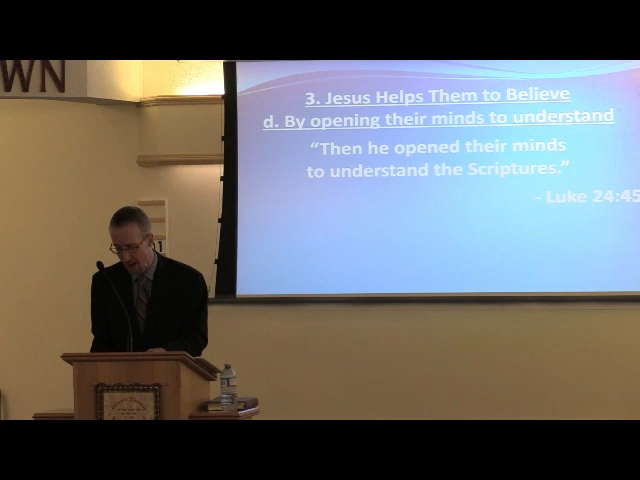 WN
3. Jesus Helps Them to Believe
d. By opening their minds to understand
“Then he opened their minds
to understand the Scriptures.”
- Luke 24:45